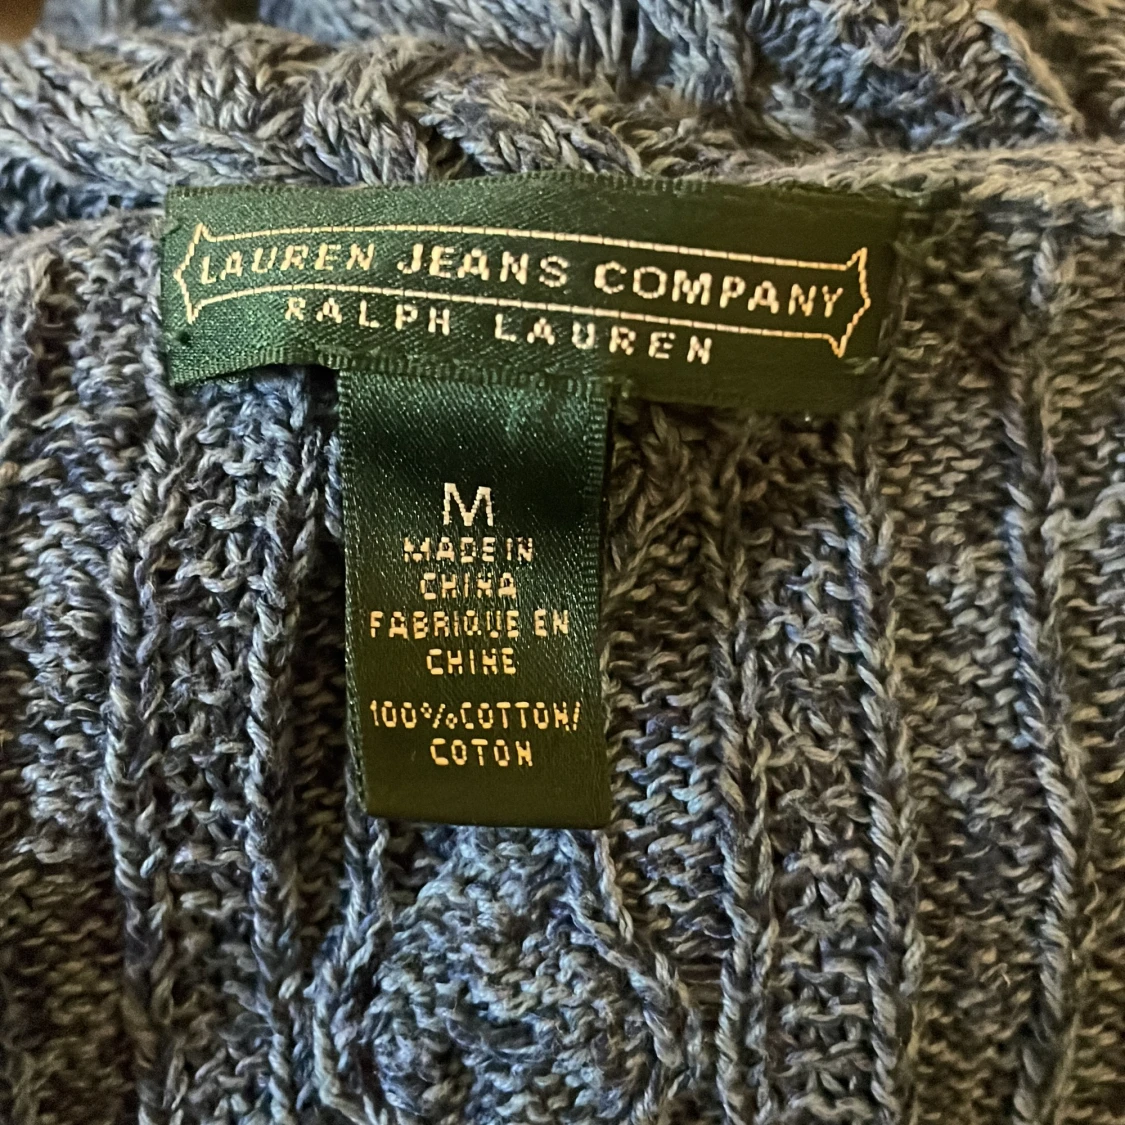 LAUREN JEANS COMPANY
RALPH LAUREN
M
MADE IN
CHINA
FABRIQUE EN
CHINE
100%COTTON/
COTON